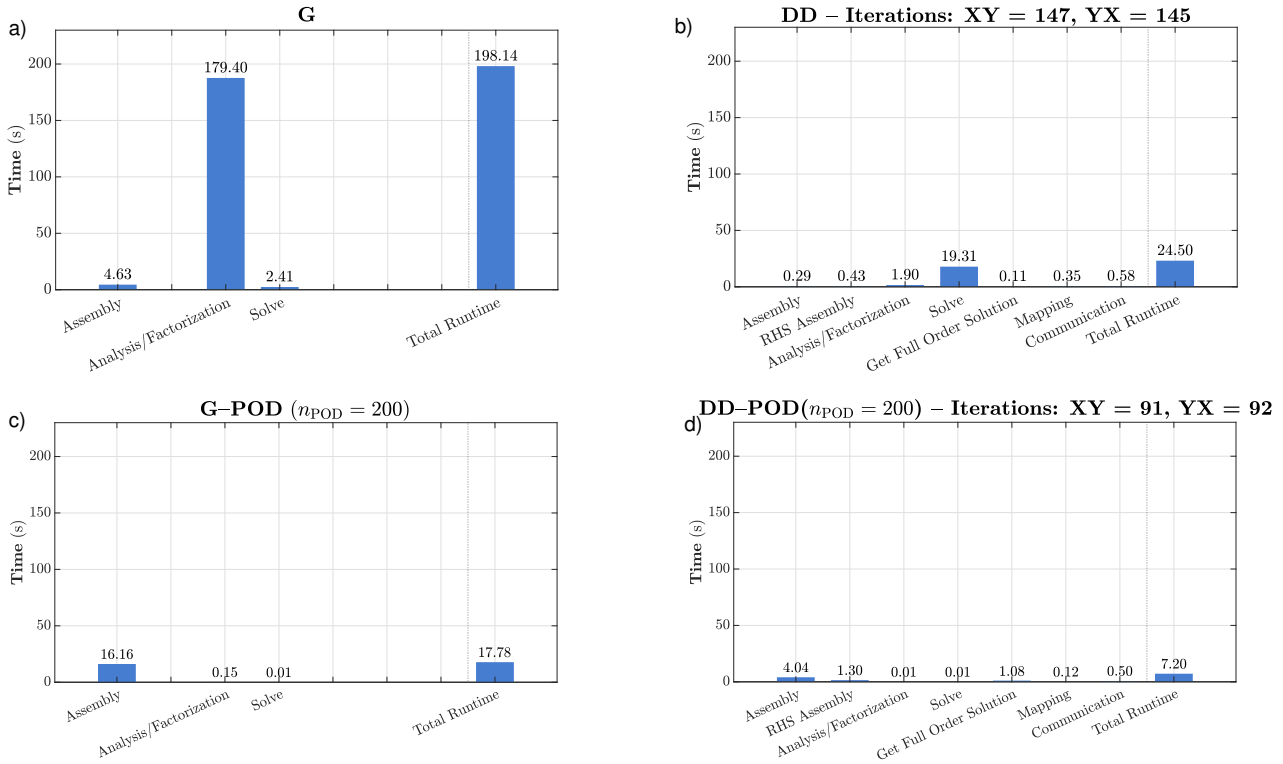 a)
G
Time (s)
200
150
100
50
0
4.63
179.40
2.41
198.14
Assembly
Analysis/Factorization
Solve
Total Runtime
b)
DD – Iterations: XY = 147, YX = 145
Time (s)
200
150
100
50
0
0.29
0.43
1.90
19.31
0.11
0.35
0.58
24.50
Assembly
RHS Assembly
Analysis/Factorization
Solve
Get Full Order Solution
Mapping
Communication
Total Runtime
c)
G–POD (n_POD = 200)
Time (s)
200
150
100
50
0
16.16
0.15
0.01
17.78
Assembly
Analysis/Factorization
Solve
Total Runtime
d)
DD–POD(n_POD = 200) – Iterations: XY = 91, YX = 92
Time (s)
200
150
100
50
0
4.04
1.30
0.01
0.01
1.08
0.12
0.50
7.20
Assembly
RHS Assembly
Analysis/Factorization
Solve
Get Full Order Solution
Mapping
Communication
Total Runtime